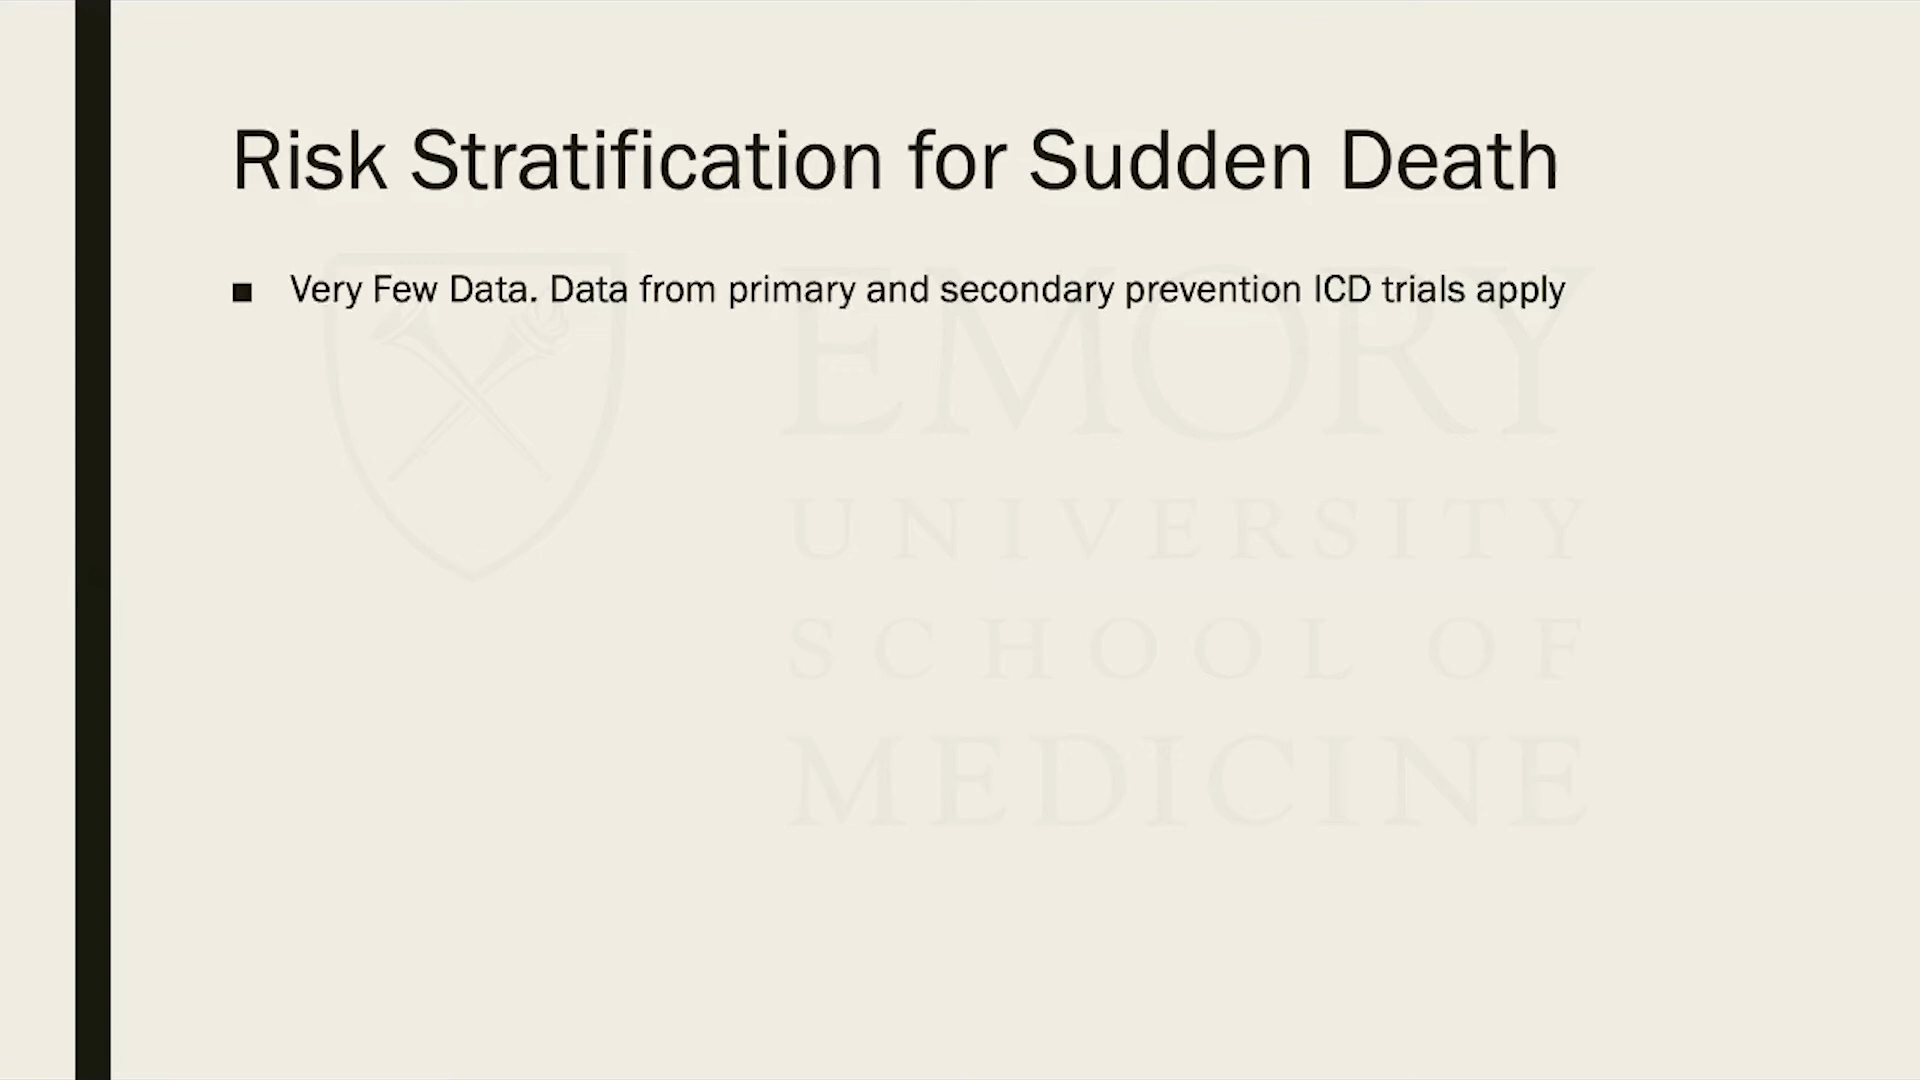 Risk Stratification for Sudden Death
■ Very Few Data. Data from primary and secondary prevention ICD trials apply
EMORY
UNIVERSITY
SCHOOL OF
MEDICINE